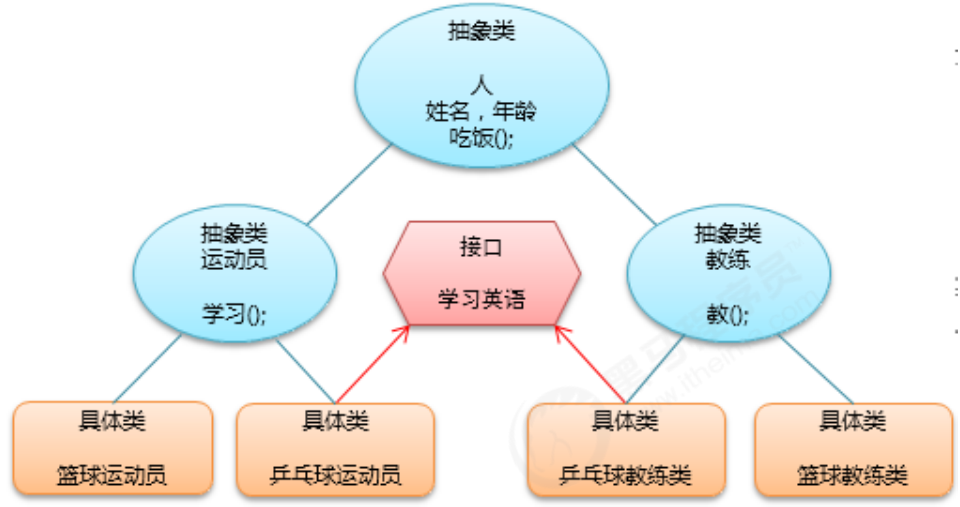 抽象类
人
姓名，年龄
吃饭();
抽象类
运动员
学习();
接口
学习英语
抽象类
教练
教();
具体类
篮球运动员
具体类
乒乓球运动员
具体类
乒乓球教练类
具体类
篮球教练类